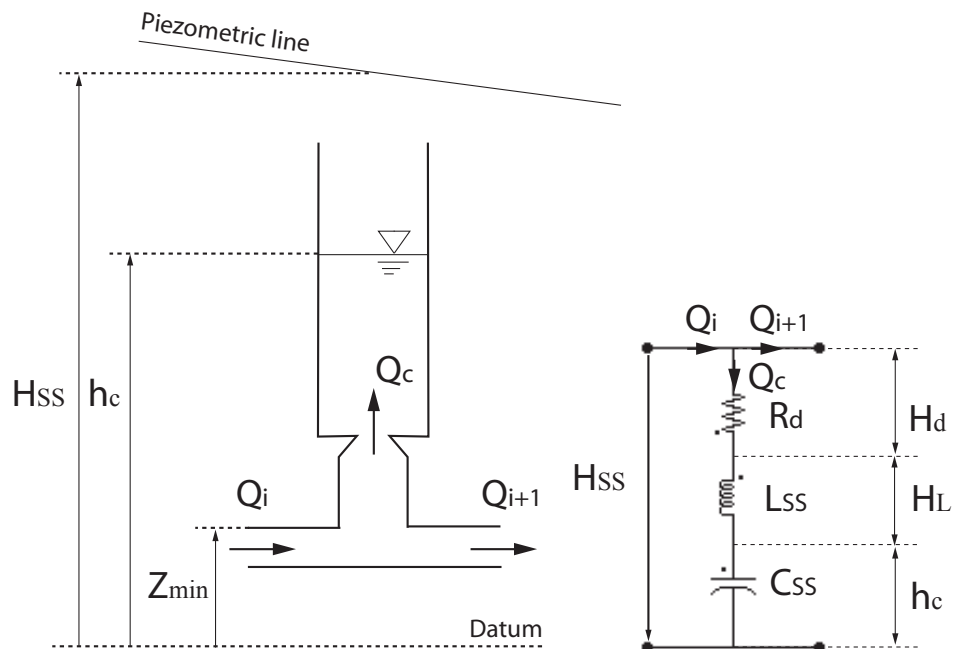 Piezometric line
HSS
hc
Qc
Qi
Qi+1
Zmin
Datum
Qi
Qi+1
Qc
Rd
Hd
HSS
LSS
HL
CSS
hc